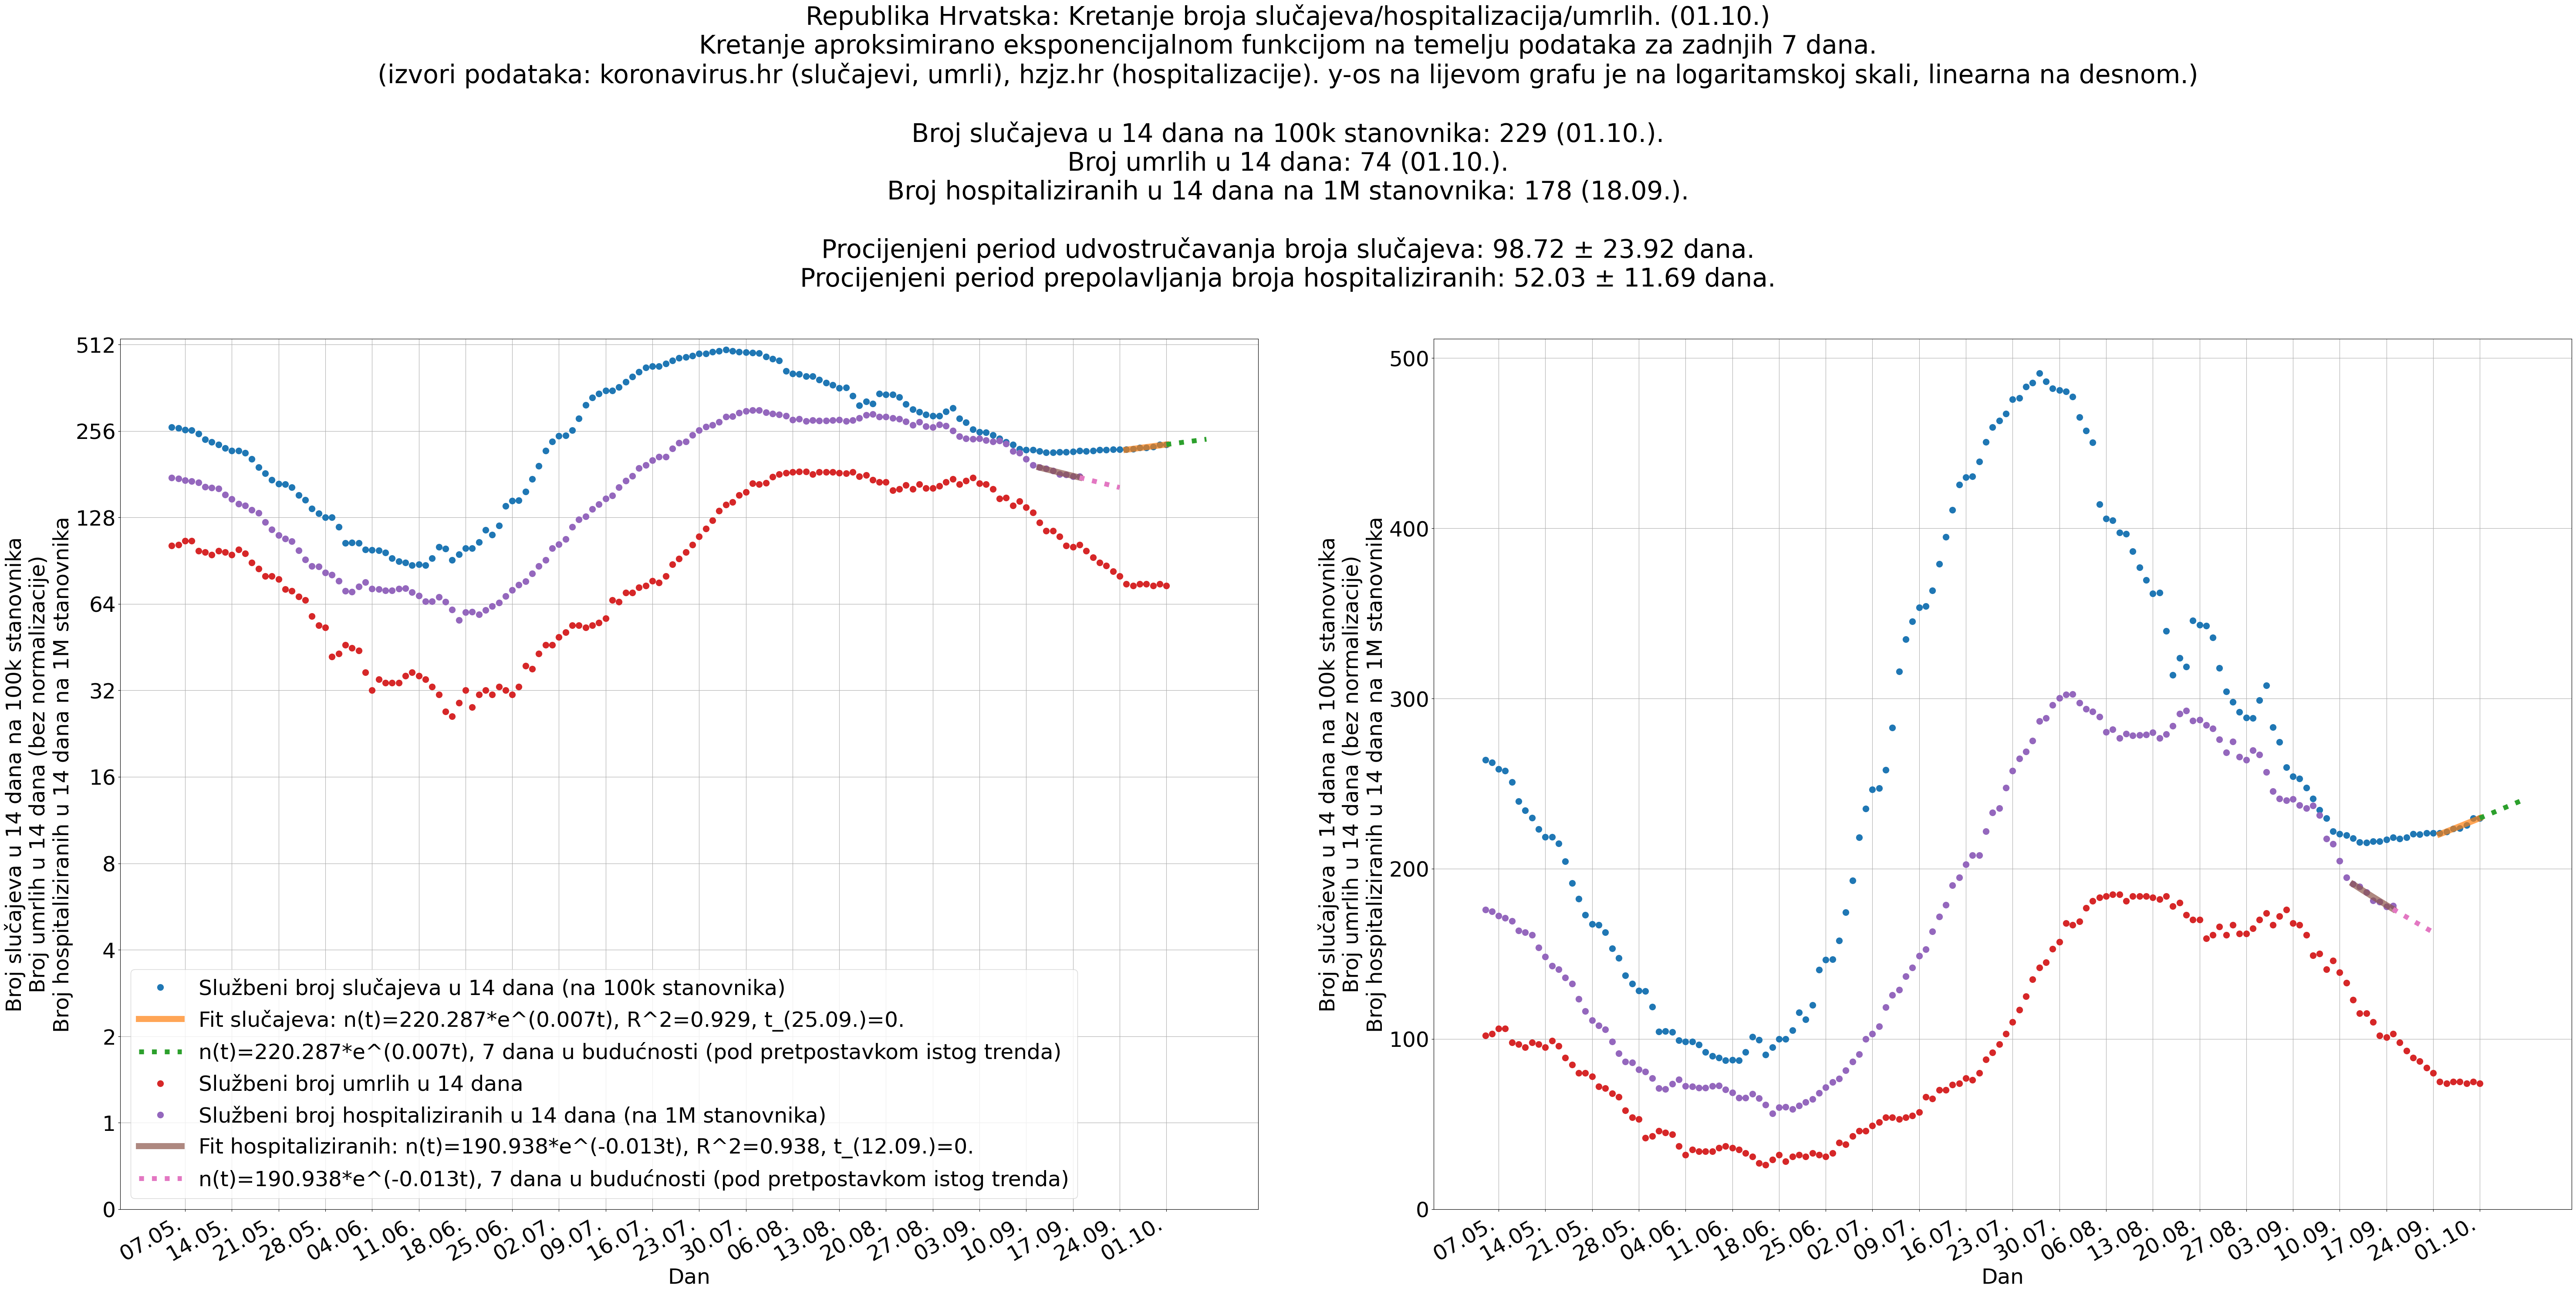 Republika Hrvatska: Kretanje broja slučajeva/hospitalizacija/umrlih. (01.10.)
Kretanje aproksimirano eksponencijalnom funkcijom na temelju podataka za zadnjih 7 dana.
(izvori podataka: koronavirus.hr (slučajevi, umrli), hzjz.hr (hospitalizacije). y-os na lijevom grafu je na logaritamskoj skali, linearna na desnom.)
Broj slučajeva u 14 dana na 100k stanovnika: 229 (01.10.).
Broj umrlih u 14 dana: 74 (01.10.).
Broj hospitaliziranih u 14 dana na 1M stanovnika: 178 (18.09.).
Procijenjeni period udvostručavanja broja slučajeva: 98.72 ± 23.92 dana.
Procijenjeni period prepolavljanja broja hospitaliziranih: 52.03 ± 11.69 dana.
Broj slučajeva u 14 dana na 100k stanovnika
Broj umrlih u 14 dana (bez normalizacije)
Broj hospitaliziranih u 14 dana na 1M stanovnika
512
256
128
64
32
16
8
4
2
1
0
Službeni broj slučajeva u 14 dana (na 100k stanovnika)
Fit slučajeva: n(t)=220.287*e^(0.007t), R^2=0.929, t_(25.09.)=0.
n(t)=220.287*e^(0.007t), 7 dana u budućnosti (pod pretpostavkom istog trenda)
Službeni broj umrlih u 14 dana
Službeni broj hospitaliziranih u 14 dana (na 1M stanovnika)
Fit hospitaliziranih: n(t)=190.938*e^(-0.013t), R^2=0.938, t_(12.09.)=0.
n(t)=190.938*e^(-0.013t), 7 dana u budućnosti (pod pretpostavkom istog trenda)
07.05. 14.05. 21.05. 28.05. 04.06. 11.06. 18.06. 25.06. 02.07. 09.07. 16.07. 23.07. 30.07. 06.08. 13.08. 20.08. 27.08. 03.09. 10.09. 17.09. 24.09. 01.10.
Dan
Broj slučajeva u 14 dana na 100k stanovnika
Broj umrlih u 14 dana (bez normalizacije)
Broj hospitaliziranih u 14 dana na 1M stanovnika
500
400
300
200
100
0
07.05. 14.05. 21.05. 28.05. 04.06. 11.06. 18.06. 25.06. 02.07. 09.07. 16.07. 23.07. 30.07. 06.08. 13.08. 20.08. 27.08. 03.09. 10.09. 17.09. 24.09. 01.10.
Dan